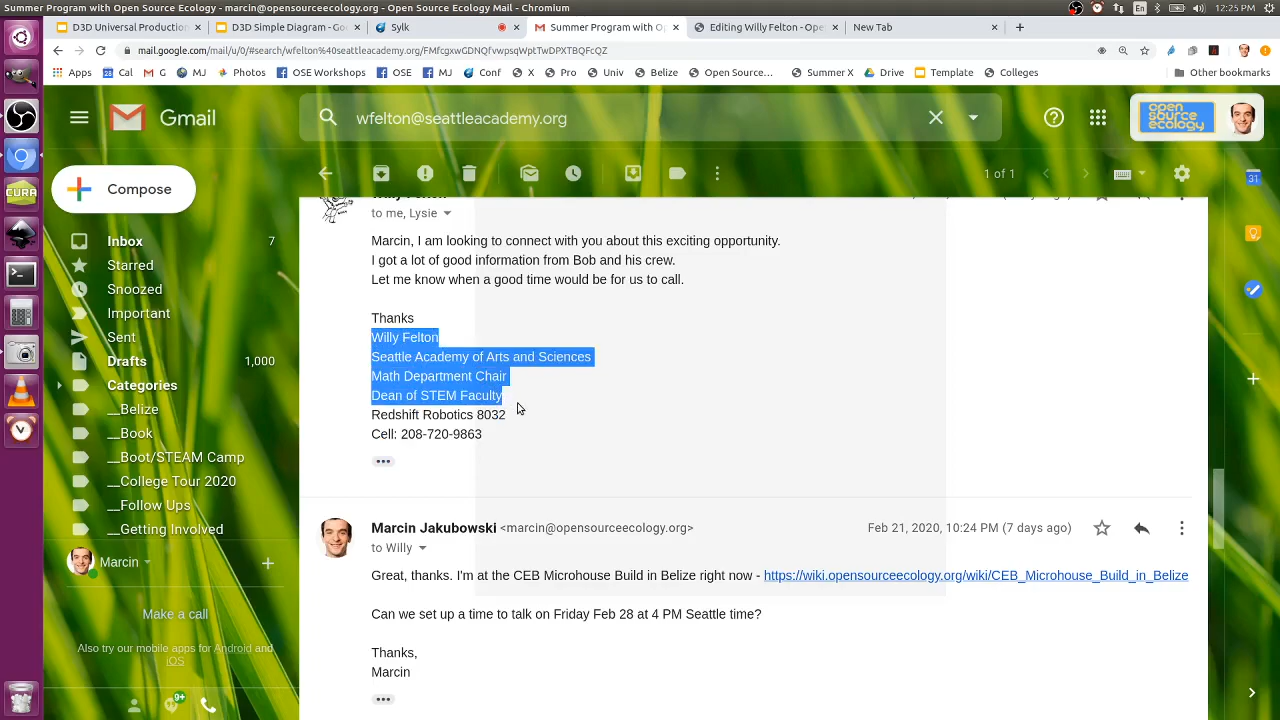 Summer Program with Open Source Ecology - marcin@opensourceecology.org - Open Source Ecology Mail - Chromium
En
12:25 PM
D3D Universal Production
D3D Simple Diagram - Go
Sylk
Summer Program with Op
Editing Willy Felton - Ope
New Tab
mail.google.com/mail/u/0/#search/wfelton%40seattleacademy.org/FMfcgxwGDNQfvwpsqWptTwDPXTBQFcQZ
Apps
Cal
G
MJ
Photos
OSE Workshops
OSE
MJ
Conf
X
Pro
Univ
Belize
Open Source...
Summer X
Drive
Template
Colleges
Other bookmarks
Gmail
wfelton@seattleacademy.org
open
source
ecology
Compose
1 of 1
31
CURA
Inbox
7
Starred
Snoozed
Important
Sent
Drafts
1,000
Categories
__Belize
__Book
__Boot/STEAM Camp
__College Tour 2020
__Follow Ups
__Getting Involved
Marcin
Make a call
Also try our mobile apps for Android and
iOS
9+
to me, Lysie
Marcin, I am looking to connect with you about this exciting opportunity.
I got a lot of good information from Bob and his crew.
Let me know when a good time would be for us to call.
Thanks
Willy Felton
Seattle Academy of Arts and Sciences
Math Department Chair
Dean of STEM Faculty
Redshift Robotics 8032
Cell: 208-720-9863
Marcin Jakubowski <marcin@opensourceecology.org>
Feb 21, 2020, 10:24 PM (7 days ago)
to Willy
Great, thanks. I'm at the CEB Microhouse Build in Belize right now - https://wiki.opensourceecology.org/wiki/CEB_Microhouse_Build_in_Belize
Can we set up a time to talk on Friday Feb 28 at 4 PM Seattle time?
Thanks,
Marcin